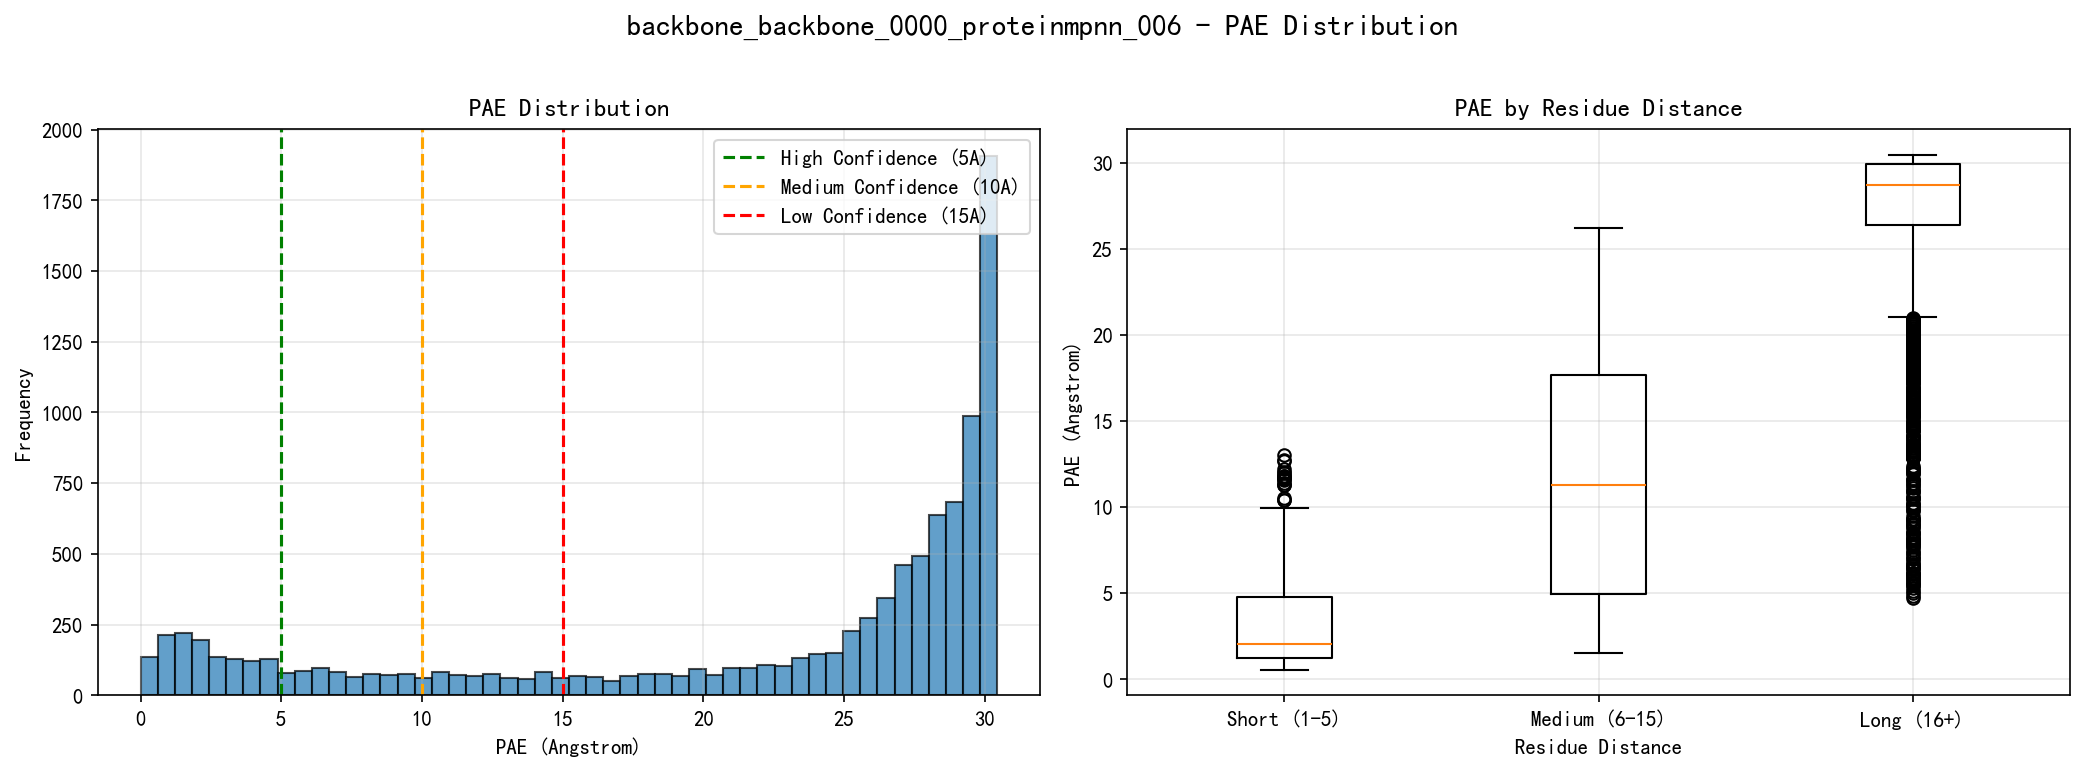 backbone_backbone_0000_proteinmpnn_006 - PAE Distribution
PAE Distribution
2000
1750
1500
1250
1000
750
500
250
0
Frequency
0 5 10 15 20 25 30
PAE (Angstrom)
High Confidence (5A)
Medium Confidence (10A)
Low Confidence (15A)
PAE by Residue Distance
30
25
20
15
10
5
0
PAE (Angstrom)
Short (1-5) Medium (6-15) Long (16+)
Residue Distance